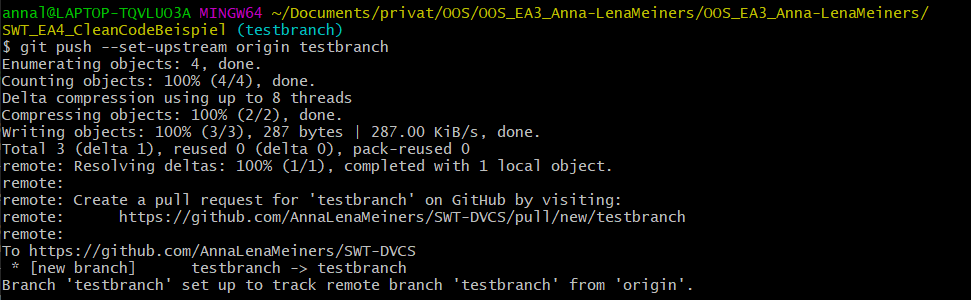 annal@LAPTOP-TQVLUO3A MINGW64 ~/Documents/privat/OOS/OOS_EA3_Anna-LenaMeiners/OOS_EA3_Anna-LenaMeiners/
SWT_EA4_CleanCodeBeispiel (testbranch)
$ git push --set-upstream origin testbranch
Enumerating objects: 4, done.
Counting objects: 100% (4/4), done.
Delta compression using up to 8 threads
Compressing objects: 100% (2/2), done.
Writing objects: 100% (3/3), 287 bytes | 287.00 KiB/s, done.
Total 3 (delta 1), reused 0 (delta 0), pack-reused 0
remote: Resolving deltas: 100% (1/1), completed with 1 local object.
remote:
remote: Create a pull request for 'testbranch' on GitHub by visiting:
remote:      https://github.com/AnnaLenaMeiners/SWT-DVCS/pull/new/testbranch
remote:
To https://github.com/AnnaLenaMeiners/SWT-DVCS
 * [new branch]      testbranch -> testbranch
Branch 'testbranch' set up to track remote branch 'testbranch' from 'origin'.